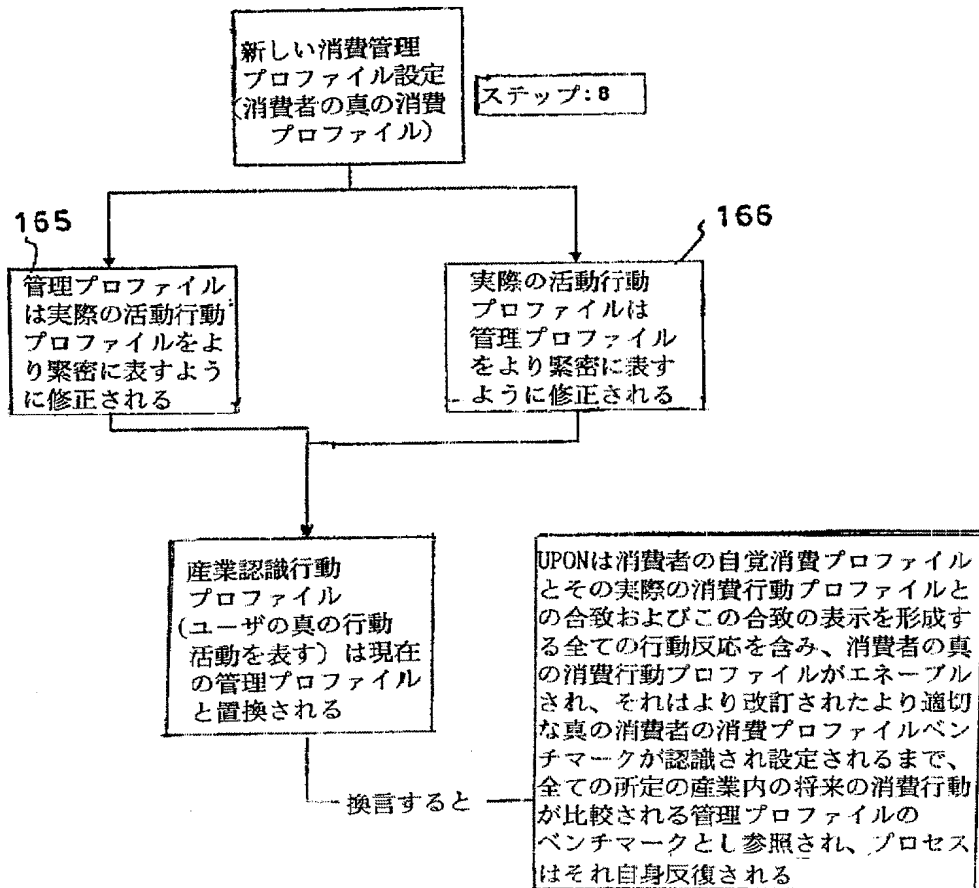 新しい消費管理
プロファイル設定
(消費者の真の消費
プロファイル)
ステップ:8
165
166
管理プロファイル
は実際の活動行動
プロファイルをよ
り緊密に表すよう
に修正される
実際の活動行動
プロファイルは
管理プロファイル
をより緊密に表す
ように修正される
産業認識行動
プロファイル
(ユーザの真の行動
活動を表す)は現在
の管理プロファイル
と置換される
換言すると
UPONは消費者の自覚消費プロファイル
とその実際の消費行動プロファイルと
の合致およびこの合致の表示を形成す
る全ての行動反応を含み、消費者の真
の消費行動プロファイルがエネーブル
され、それはより改訂されたより適切
な真の消費者の消費プロファイルベン
チマークが認識され設定されるまで、
全ての所定の産業内の将来の消費行動
が比較される管理プロファイルの
ベンチマークとし参照され、プロセス
はそれ自身反復される